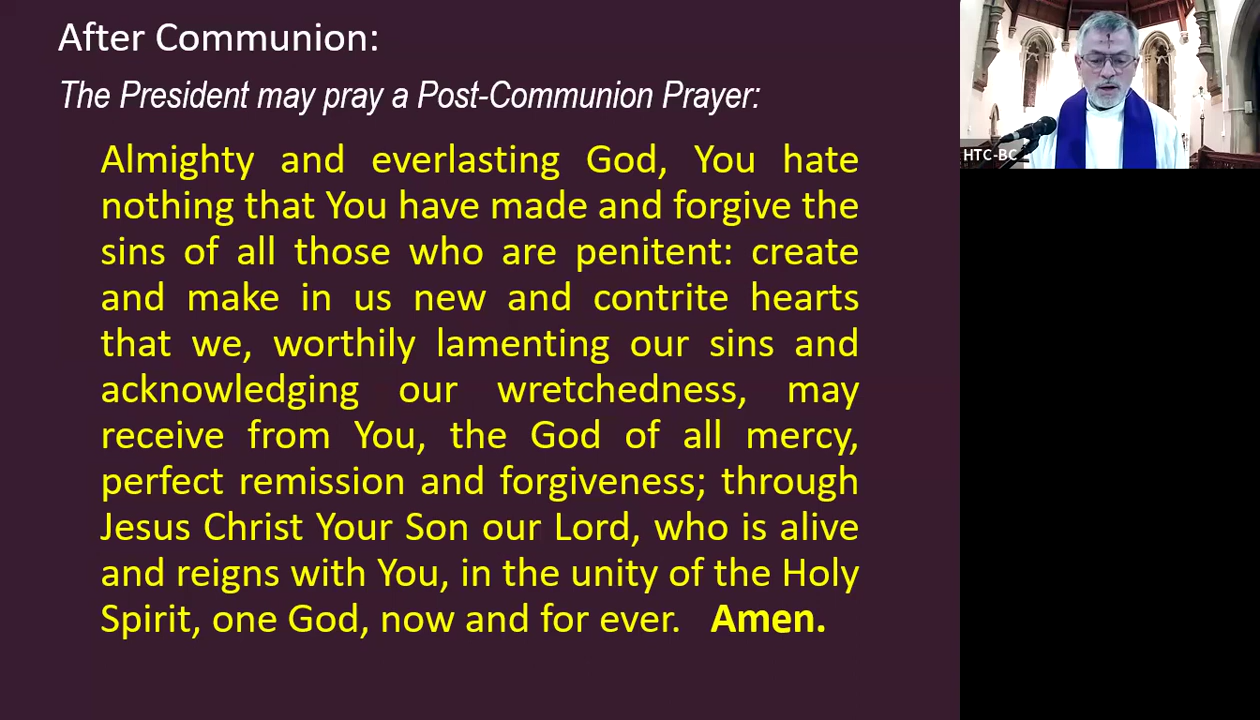 After Communion:
The President may pray a Post-Communion Prayer:
Almighty and everlasting God, You hate
nothing that You have made and forgive the
sins of all those who are penitent: create
and make in us new and contrite hearts
that we, worthily lamenting our sins and
acknowledging our wretchedness, may
receive from You, the God of all mercy,
perfect remission and forgiveness; through
Jesus Christ Your Son our Lord, who is alive
and reigns with You, in the unity of the Holy
Spirit, one God, now and for ever. Amen.
HTC-BC